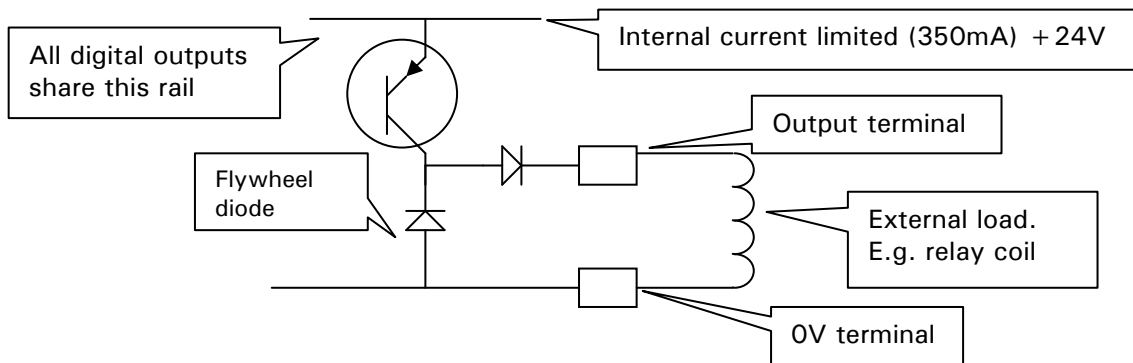 All digital outputs
share this rail
Internal current limited (350mA) +24V
Output terminal
Flywheel
diode
External load.
E.g. relay coil
0V terminal